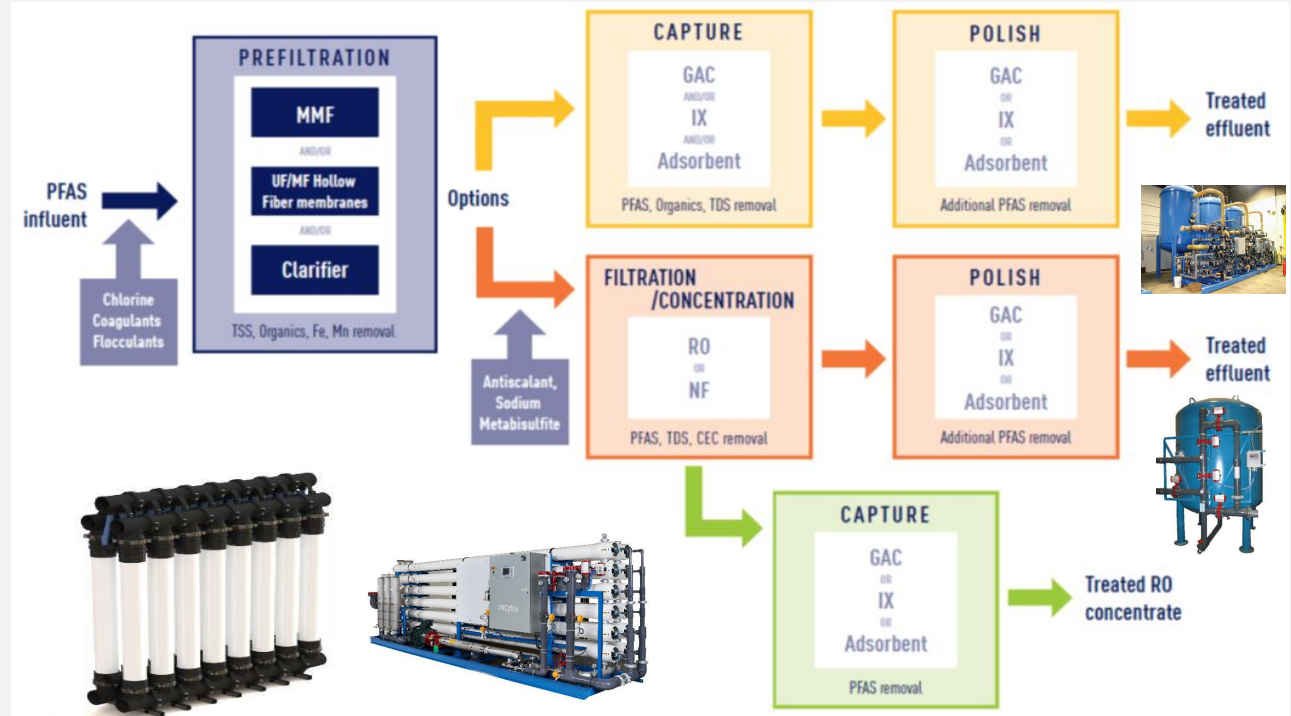 PFAS
influent
Chlorine
Coagulants
Flocculants
PREFILTRATION
MMF
AND/OR
UF/MF Hollow
Fiber membranes
AND/OR
Clarifier
TSS, Organics, Fe, Mn removal
Options
CAPTURE
GAC
AND/OR
IX
AND/OR
Adsorbent
PFAS, Organics, TDS removal
POLISH
GAC
OR
IX
OR
Adsorbent
Additional PFAS removal
Treated
effluent
Antiscalant,
Sodium
Metabisulfite
FILTRATION
/CONCENTRATION
RO
OR
NF
PFAS, TDS, CEC removal
POLISH
GAC
OR
IX
OR
Adsorbent
Additional PFAS removal
Treated
effluent
CAPTURE
GAC
OR
IX
OR
Adsorbent
PFAS removal
Treated RO
concentrate